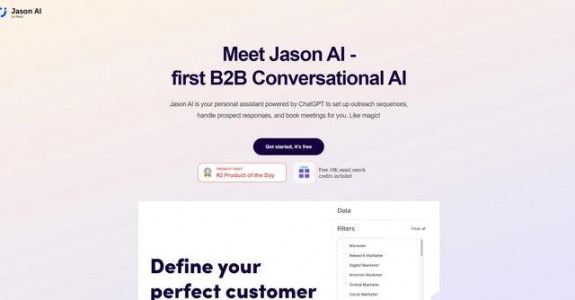 Jason AI
by Reply
Meet Jason AI -
first B2B Conversational AI
Jason AI is your personal assistant powered by ChatGPT to set up outreach sequences,
handle prospect responses, and book meetings for you. Like magic!
Get started, it's free
PRODUCT HUNT
#2 Product of the Day
Free 10K email search
credits included
Data
Filters
Clear all
Marketer
Network Marketer
Digital Marketer
Internet Marketer
Online Marketer
Social Marketer
Define your
perfect customer